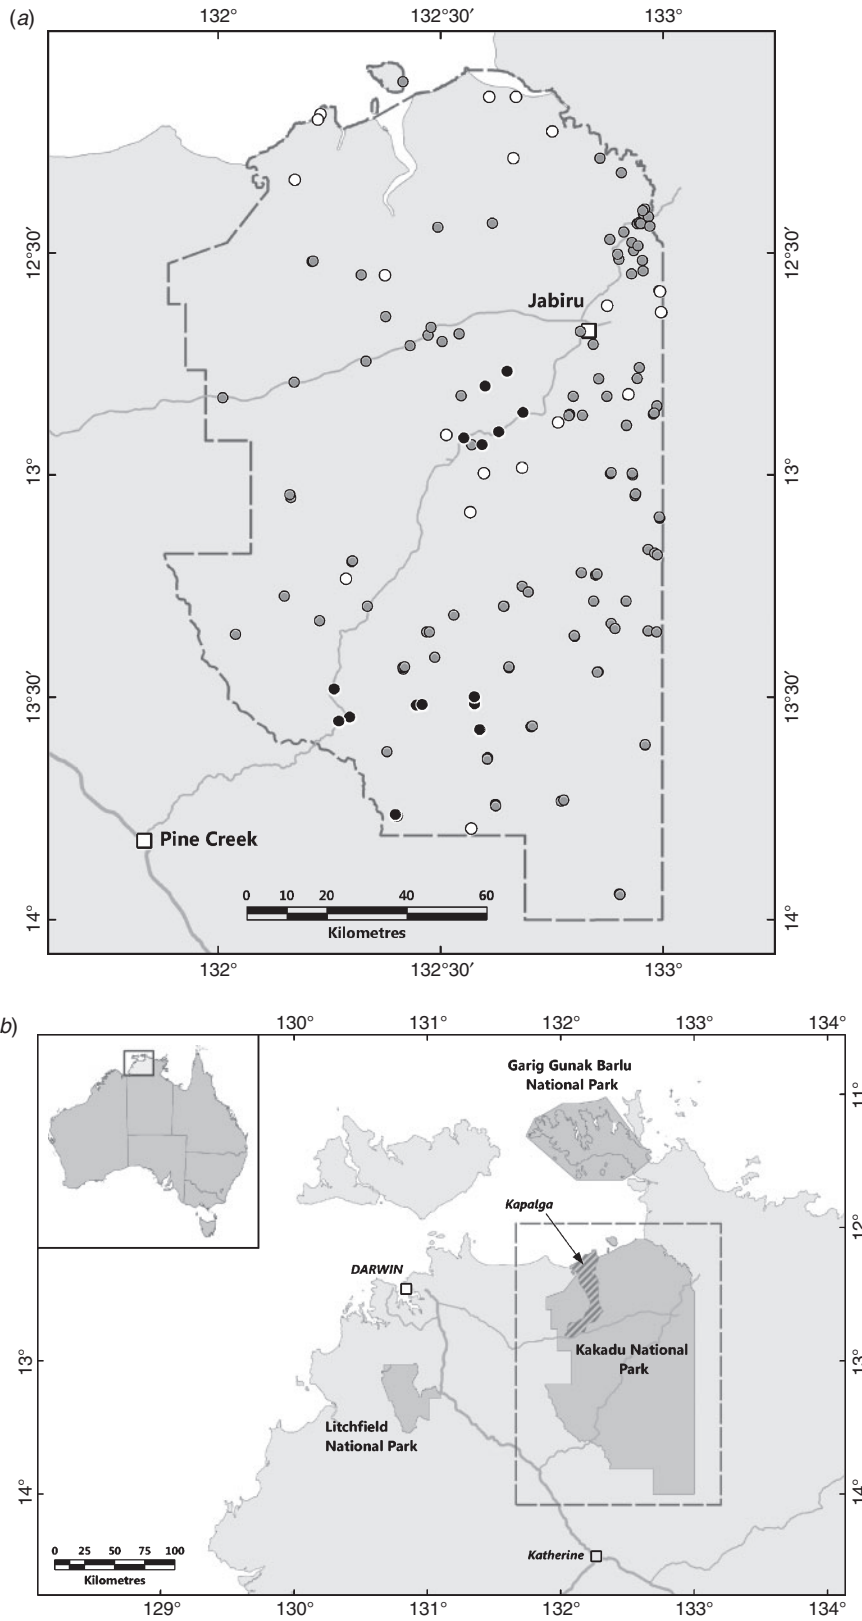 (a)
132° 132°30′ 133°
12°30′ 12°30′
Jabiru
13° 13°
13°30′ 13°30′
Pine Creek
0 10 20 40 60
Kilometres
14° 14°
132° 132°30′ 133°
b)
130° 131° 132° 133° 134°
Garig Gunak Barlu
National Park
11°
Kapalga
12°
DARWIN
Kakadu National
Park
13° 13°
Litchfield
National Park
14° 14°
0 25 50 75 100
Kilometres
Katherine
129° 130° 131° 132° 133° 134°